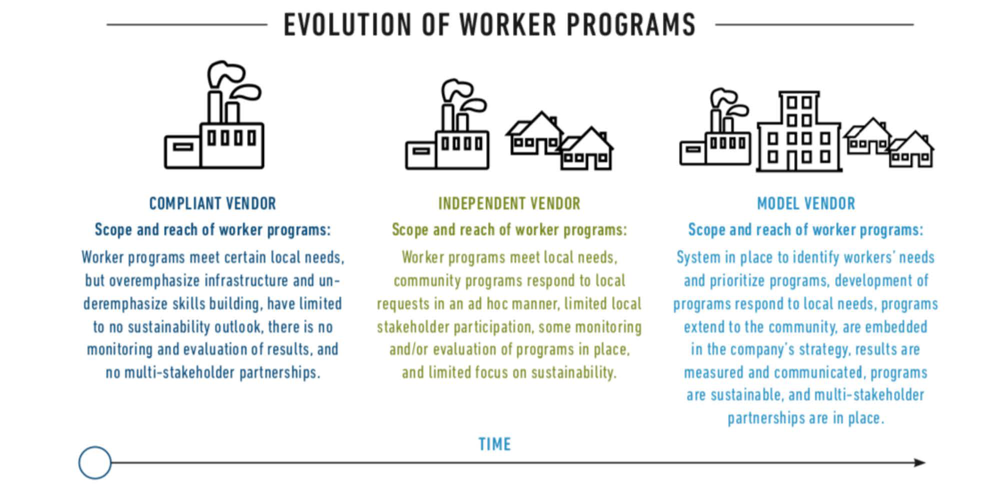 EVOLUTION OF WORKER PROGRAMS
COMPLIANT VENDOR
Scope and reach of worker programs:
Worker programs meet certain local needs,
but overemphasize infrastructure and un-
deremphasize skills building, have limited
to no sustainability outlook, there is no
monitoring and evaluation of results, and
no multi-stakeholder partnerships.
INDEPENDENT VENDOR
Scope and reach of worker programs:
Worker programs meet local needs,
community programs respond to local
requests in an ad hoc manner, limited local
stakeholder participation, some monitoring
and/or evaluation of programs in place,
and limited focus on sustainability.
MODEL VENDOR
Scope and reach of worker programs:
System in place to identify workers' needs
and prioritize programs, development of
programs respond to local needs, programs
extend to the community, are embedded
in the company's strategy, results are
measured and communicated, programs
are sustainable, and multi-stakeholder
partnerships are in place.
TIME